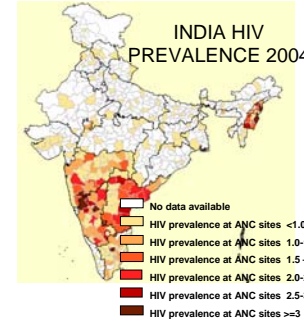 INDIA HIV
PREVALENCE 2004
No data available
HIV prevalence at ANC sites <1.0
HIV prevalence at ANC sites 1.0-
HIV prevalence at ANC sites 1.5 -
HIV prevalence at ANC sites 2.0-
HIV prevalence at ANC sites 2.5-
HIV prevalence at ANC sites >=3